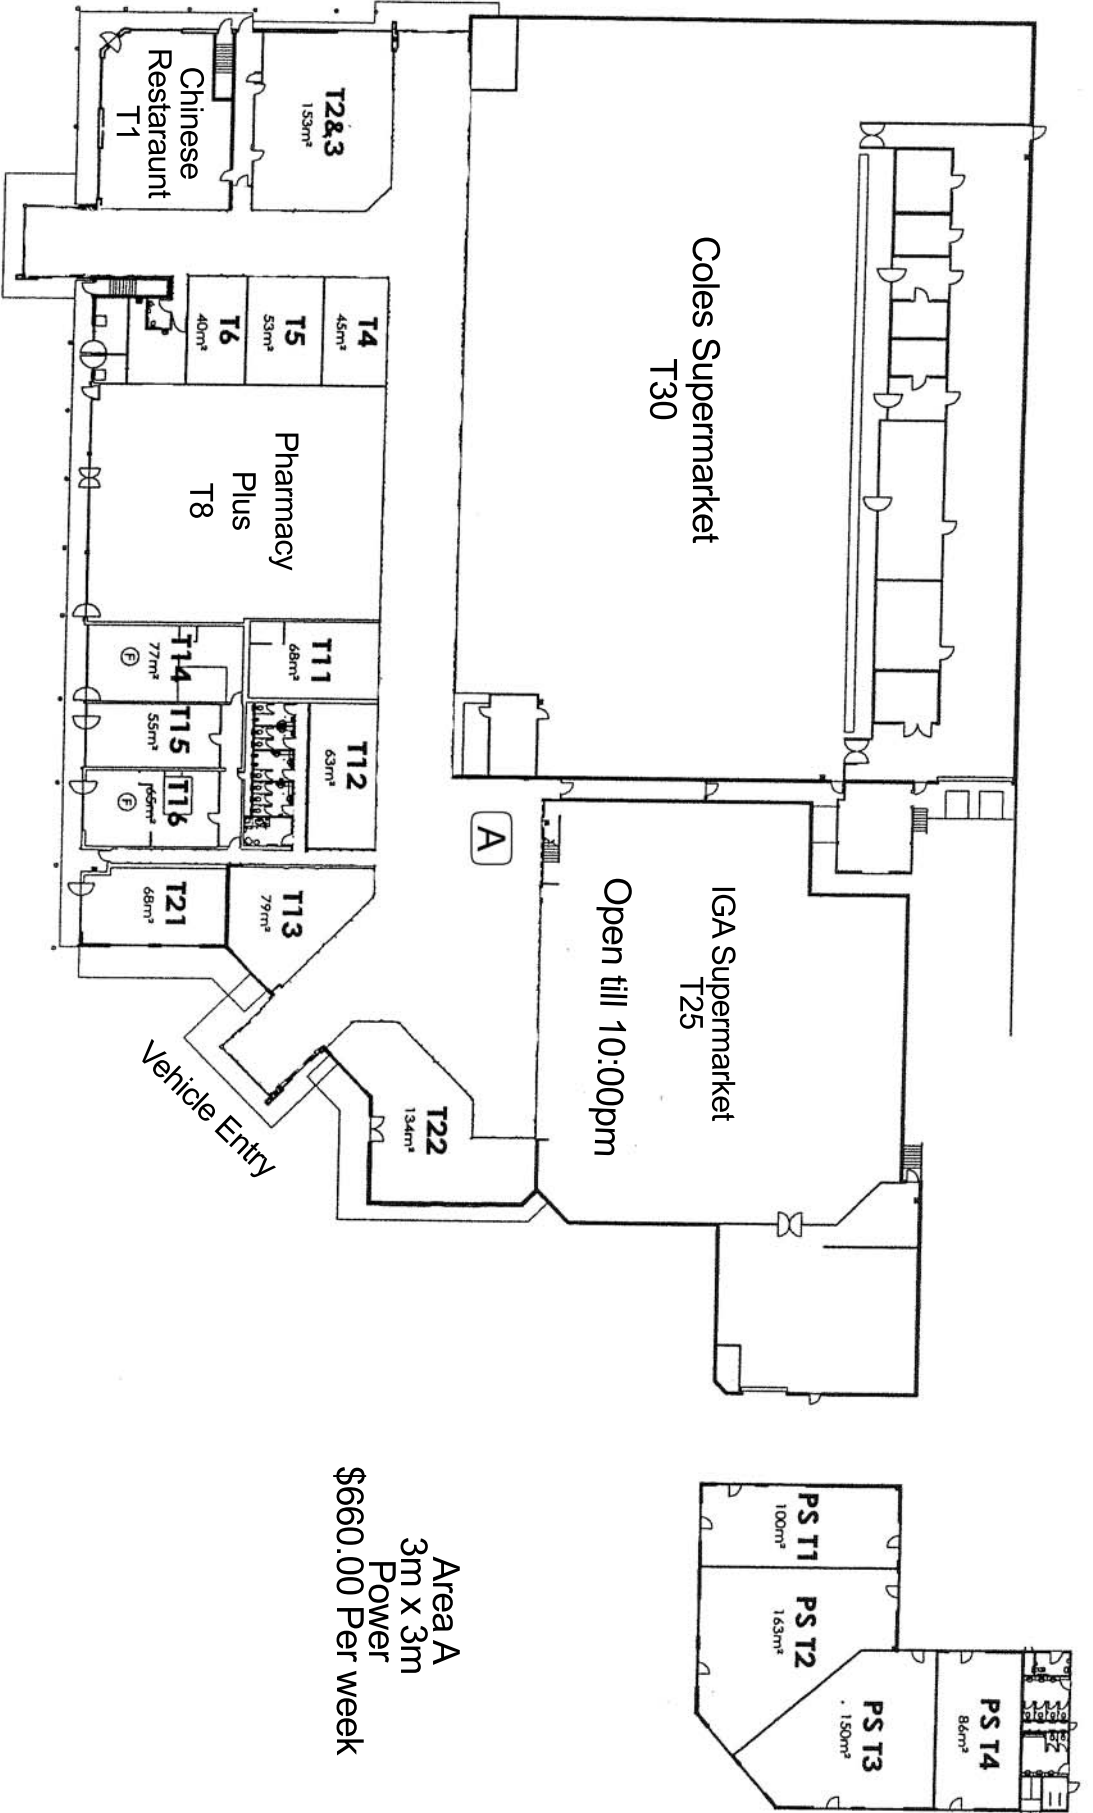 Coles Supermarket
T30
T2&3
153m²
Chinese
Restaraunt
T1
T4
45m²
T5
53m²
T6
40m²
Pharmacy
Plus
T8
T11
68m²
T14
77m²
F
T15
55m²
T12
63m²
T16
65m²
F
A
T13
79m²
T21
68m²
IGA Supermarket
T25
Open till 10:00pm
T22
134m²
Vehicle Entry
Area A
3m x 3m
Power
$660.00 Per week
PS T1
100m²
PS T2
163m²
PS T3
150m²
PS T4
86m²